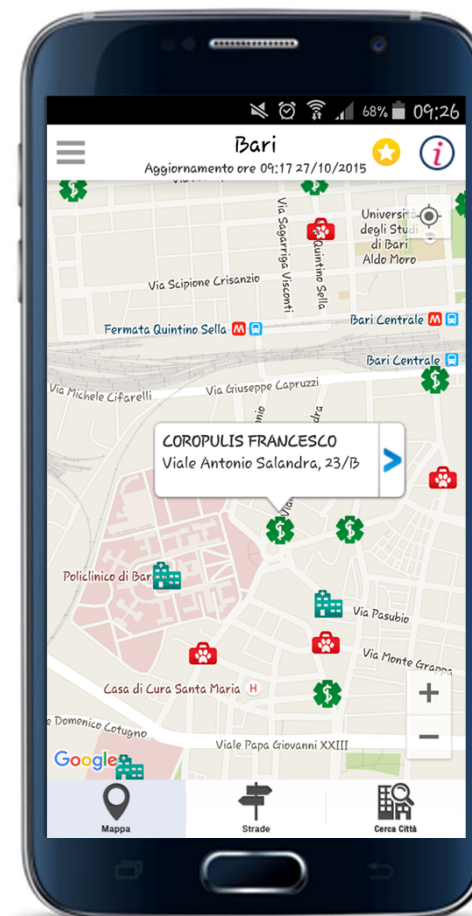 68% 09:26
Bari
Aggiornamento ore 09:17 27/10/2015
Via Sagarriga Visconti
Quintino Sella
Università
degli Studi
di Bari
Aldo Moro
Via Scipione Crisanzio
Fermata Quintino Sella M
Bari Centrale M
Bari Centrale
Via Michele Cifarelli
Via Giuseppe Capruzzi
COROPULIS FRANCESCO
Viale Antonio Salandra, 23/B
>
Policlinico di Bar
Via Pasubio
Via Monte Grappa
Casa di Cura Santa Maria H
e Domenico Cotugno
Viale Papa Giovanni XXIII
+
−
Google
Mappa
Strade
Cerca Città